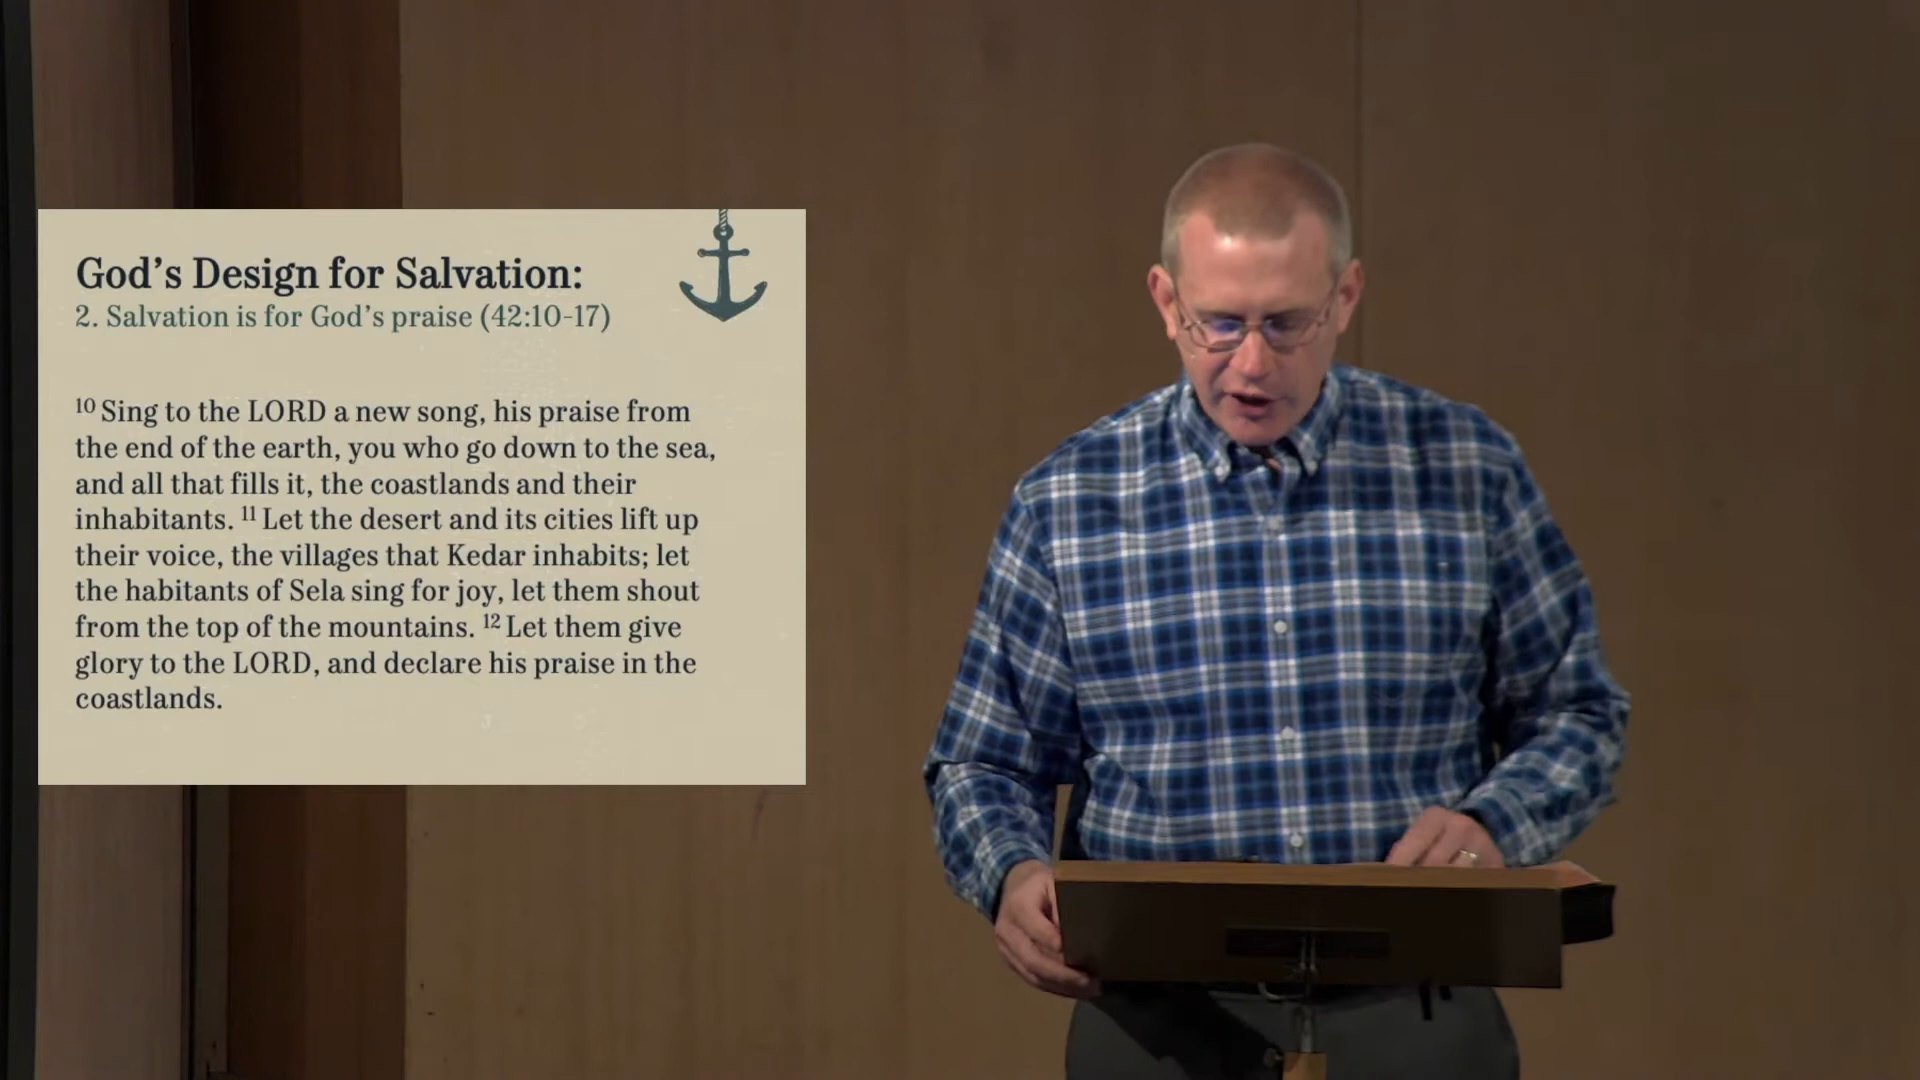 God's Design for Salvation:
2. Salvation is for God's praise (42:10-17)
10 Sing to the LORD a new song, his praise from
the end of the earth, you who go down to the sea,
and all that fills it, the coastlands and their
inhabitants. 11 Let the desert and its cities lift up
their voice, the villages that Kedar inhabits; let
the habitants of Sela sing for joy, let them shout
from the top of the mountains. 12 Let them give
glory to the LORD, and declare his praise in the
coastlands.